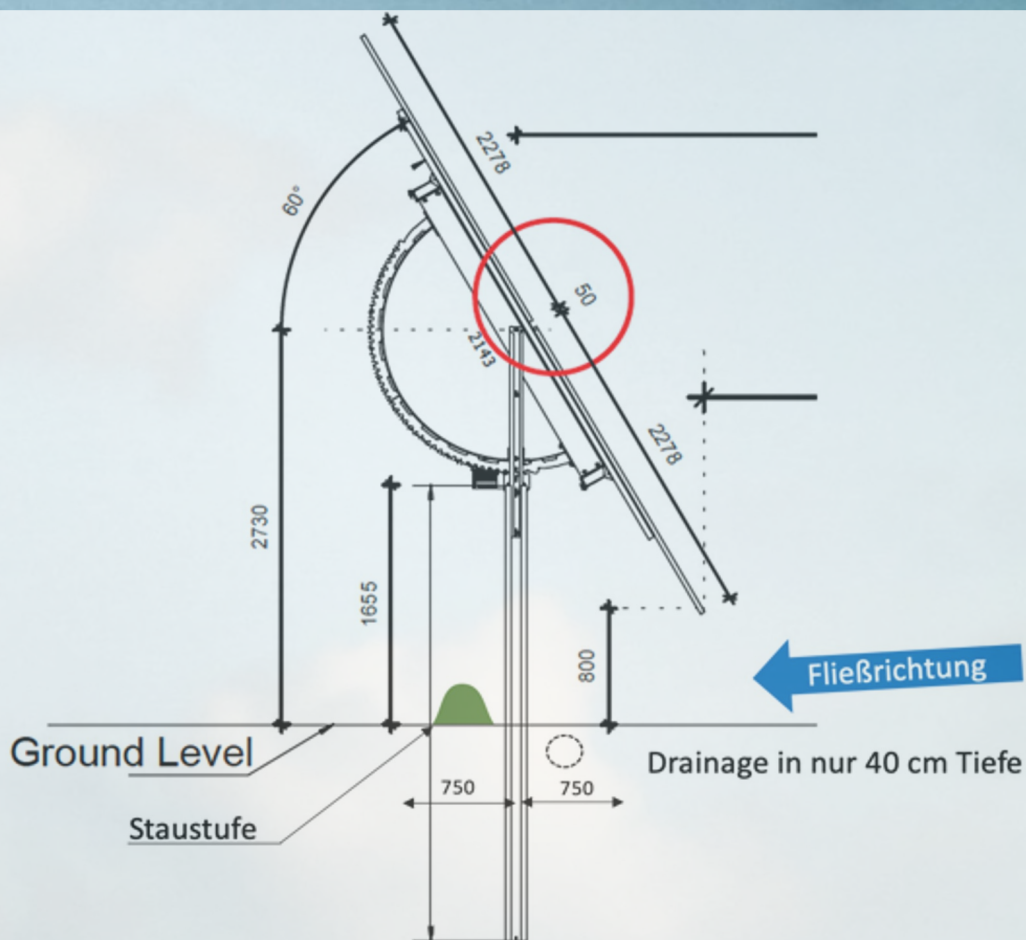 2278
60°
50
2143
2278
2730
1655
800
Fließrichtung
Ground Level
Drainage in nur 40 cm Tiefe
750
750
Staustufe